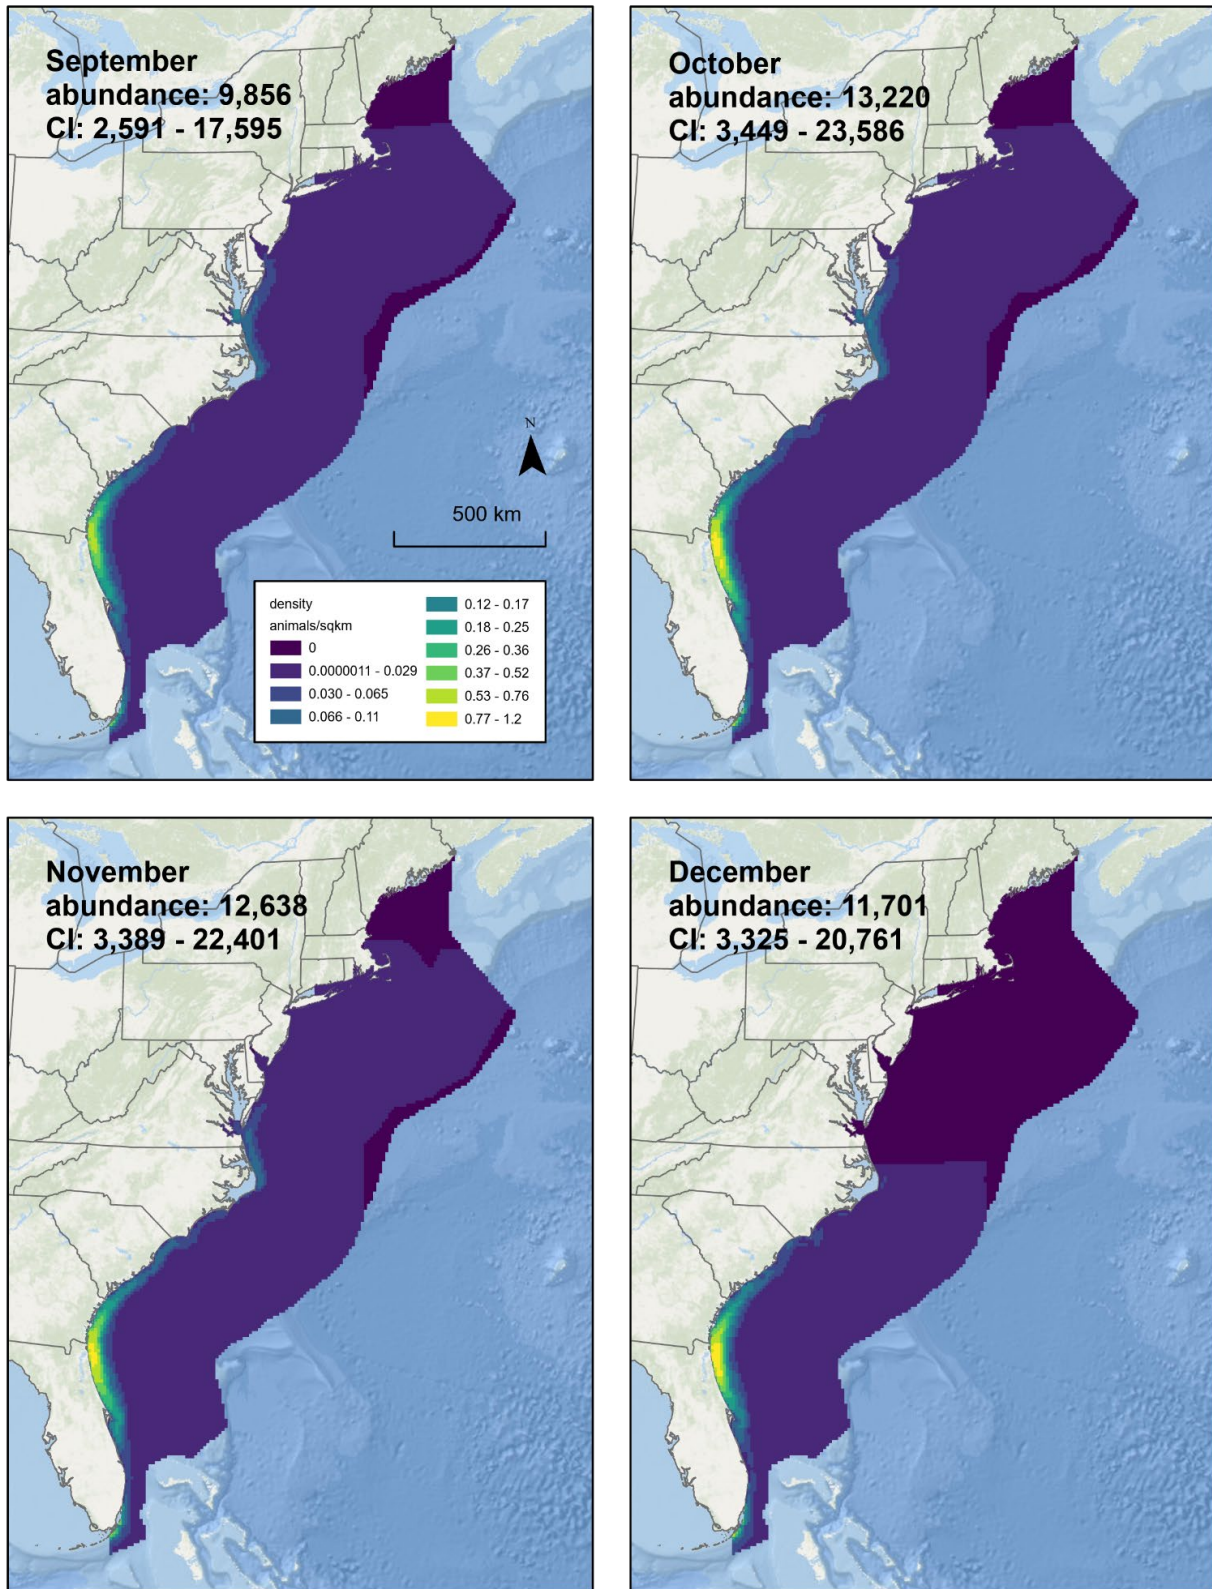 September
abundance: 9,856
CI: 2,591 - 17,595
N
500 km
density
animals/sqkm
0
0.0000011 - 0.029
0.030 - 0.065
0.066 - 0.11
0.12 - 0.17
0.18 - 0.25
0.26 - 0.36
0.37 - 0.52
0.53 - 0.76
0.77 - 1.2
October
abundance: 13,220
CI: 3,449 - 23,586
November
abundance: 12,638
CI: 3,389 - 22,401
December
abundance: 11,701
CI: 3,325 - 20,761